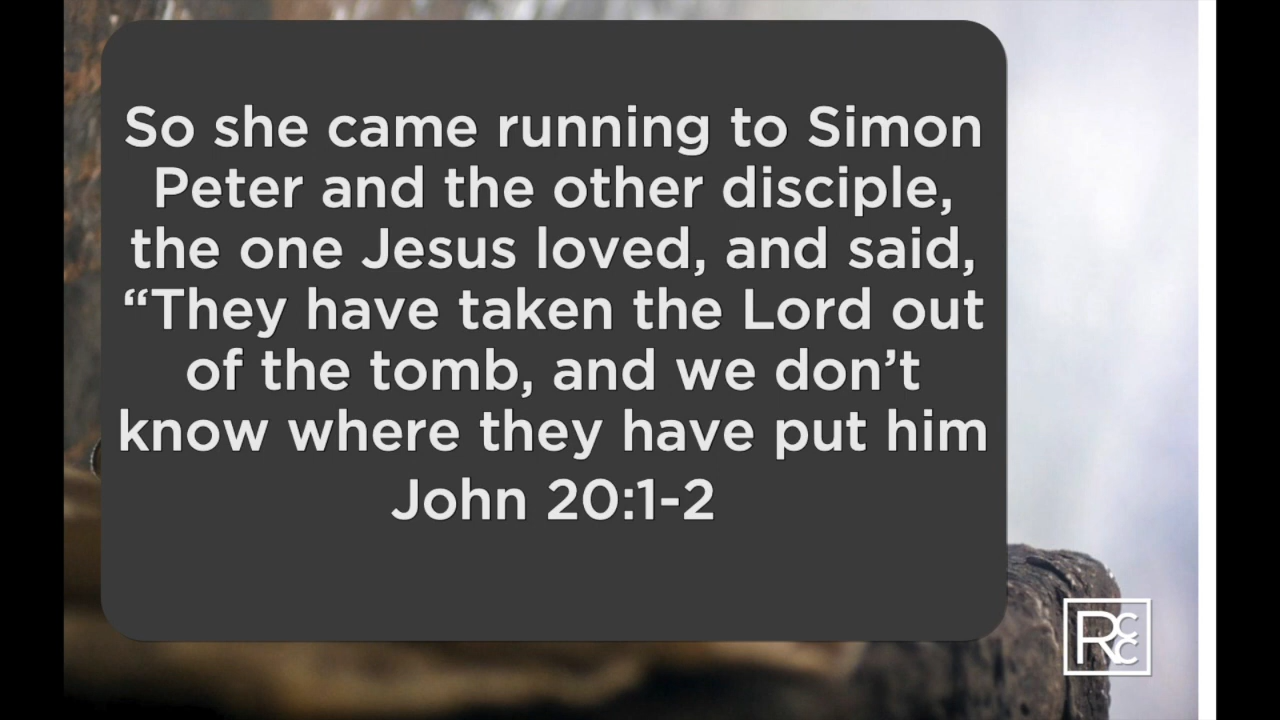 So she came running to Simon
Peter and the other disciple,
the one Jesus loved, and said,
“They have taken the Lord out
of the tomb, and we don’t
know where they have put him
John 20:1-2
RCCC